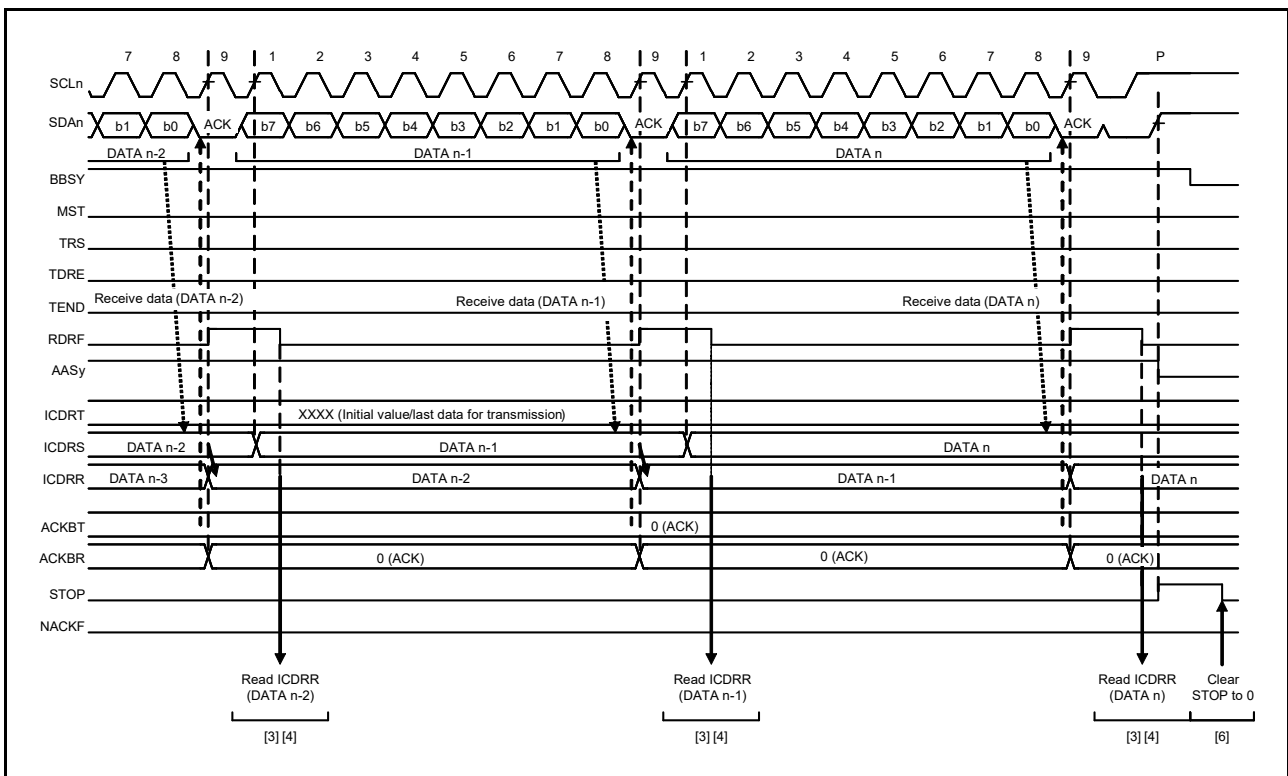 7 8 9 1 2 3 4 5 6 7 8 9 1 2 3 4 5 6 7 8 9 P
SCLn
SDAn b1 b0 ACK b7 b6 b5 b4 b3 b2 b1 b0 ACK b7 b6 b5 b4 b3 b2 b1 b0 ACK
DATA n-2 DATA n-1 DATA n
BBSY
MST
TRS
TDRE
Receive data (DATA n-2) Receive data (DATA n-1) Receive data (DATA n)
TEND
RDRF
AASy
ICDRT XXXX (Initial value/last data for transmission)
ICDRS DATA n-2 DATA n-1 DATA n
ICDRR DATA n-3 DATA n-2 DATA n-1 DATA n
ACKBT 0 (ACK)
ACKBR 0 (ACK) 0 (ACK) 0 (ACK)
STOP
NACKF
Read ICDRR
(DATA n-2)
[3] [4]
Read ICDRR
(DATA n-1)
[3] [4]
Read ICDRR
(DATA n)
[3] [4]
Clear
STOP to 0
[6]